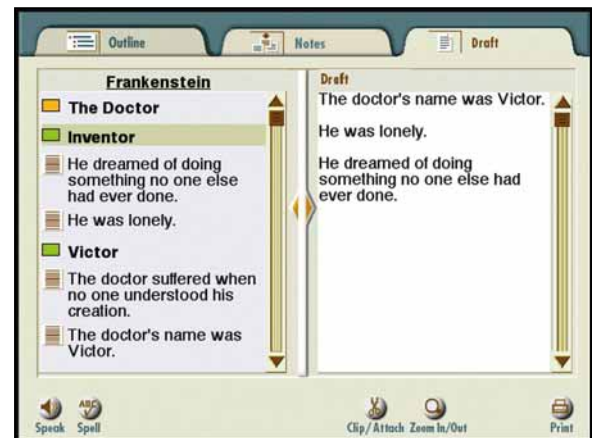 Outline
Notes
Draft
Frankenstein
The Doctor
Inventor
He dreamed of doing
something no one else
had ever done.
He was lonely.
Victor
The doctor suffered when
no one understood his
creation.
The doctor's name was
Victor.
Draft
The doctor's name was Victor.
He was lonely.
He dreamed of doing
something no one else had
ever done.
ABC
Speak
Spell
Clip/Attach
Zoom In/Out
Print